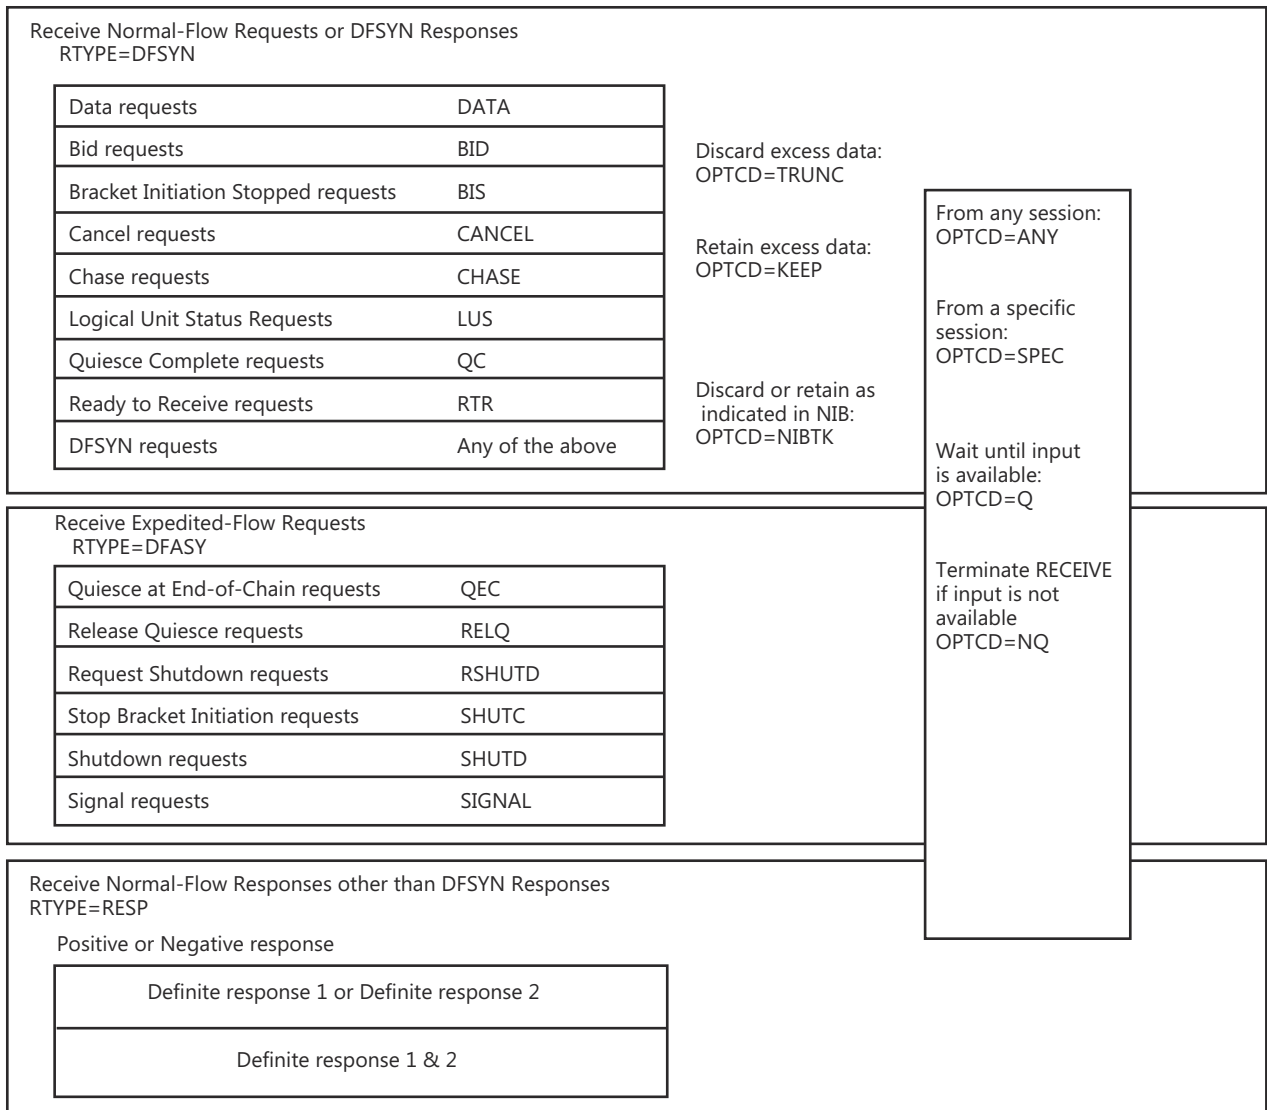 Receive Normal-Flow Requests or DFSYN Responses
RTYPE=DFSYN
Data requests DATA
Bid requests BID
Bracket Initiation Stopped requests BIS
Cancel requests CANCEL
Chase requests CHASE
Logical Unit Status Requests LUS
Quiesce Complete requests QC
Ready to Receive requests RTR
DFSYN requests Any of the above
Discard excess data:
OPTCD=TRUNC
Retain excess data:
OPTCD=KEEP
Discard or retain as
indicated in NIB:
OPTCD=NIBTK
From any session:
OPTCD=ANY
From a specific
session:
OPTCD=SPEC
Wait until input
is available:
OPTCD=Q
Terminate RECEIVE
if input is not
available
OPTCD=NQ
Receive Expedited-Flow Requests
RTYPE=DFASY
Quiesce at End-of-Chain requests QEC
Release Quiesce requests RELQ
Request Shutdown requests RSHUTD
Stop Bracket Initiation requests SHUTC
Shutdown requests SHUTD
Signal requests SIGNAL
Receive Normal-Flow Responses other than DFSYN Responses
RTYPE=RESP
Positive or Negative response
Definite response 1 or Definite response 2
Definite response 1 & 2